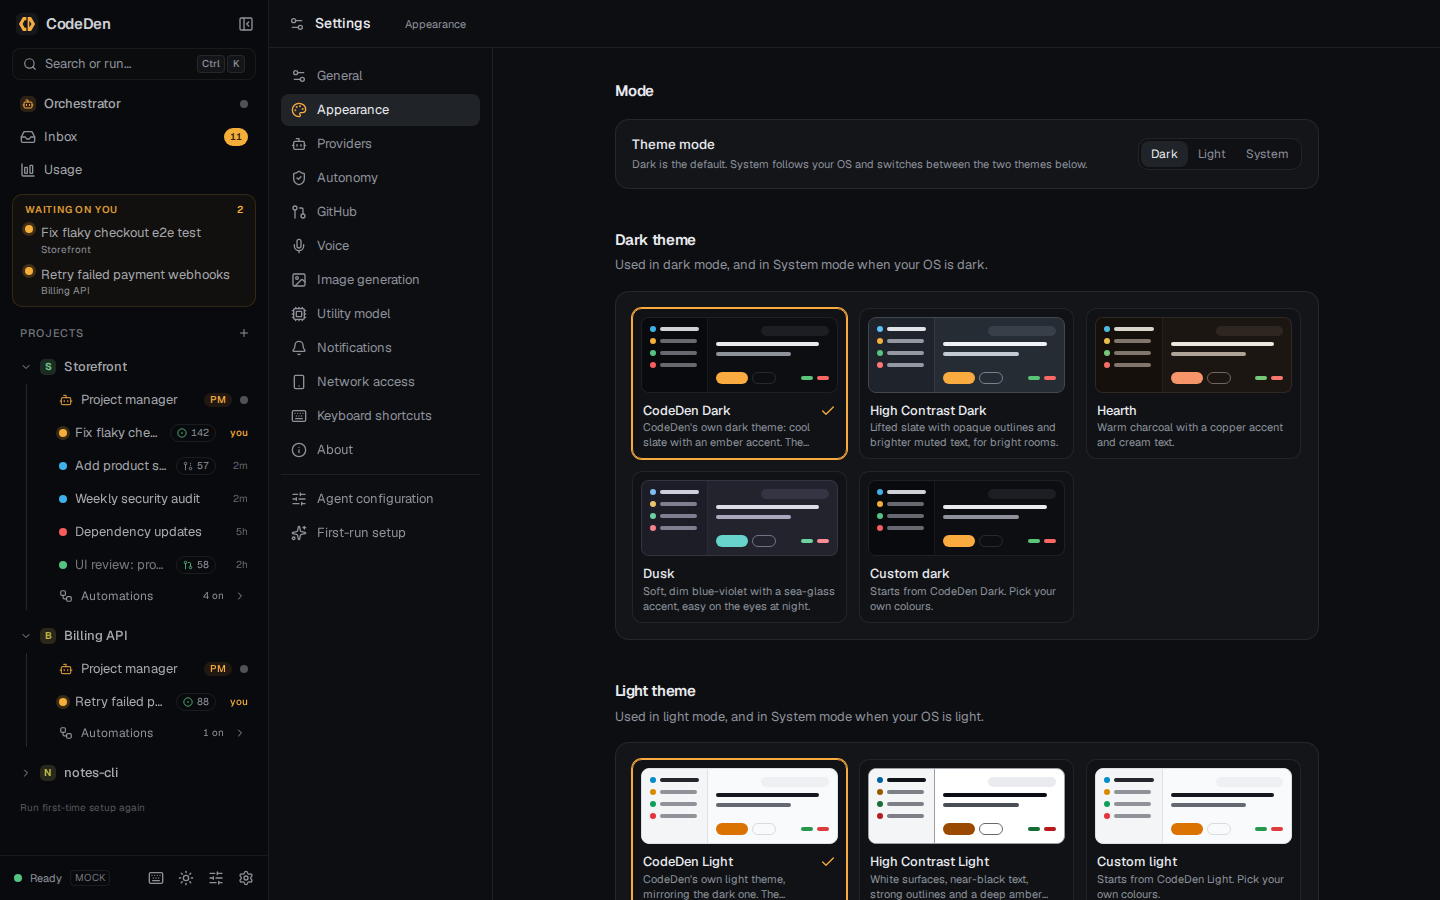 CodeDen
Search or run...
Ctrl K
Orchestrator
Inbox
11
Usage
WAITING ON YOU
2
Fix flaky checkout e2e test
Storefront
Retry failed payment webhooks
Billing API
PROJECTS
S Storefront
Project manager
PM
Fix flaky che...
142
you
Add product s...
57
2m
Weekly security audit
2m
Dependency updates
5h
UI review: pro...
58
2h
Automations
4 on
B Billing API
Project manager
PM
Retry failed p...
88
you
Automations
1 on
N notes-cli
Run first-time setup again
Ready
MOCK
Settings
Appearance
General
Appearance
Providers
Autonomy
GitHub
Voice
Image generation
Utility model
Notifications
Network access
Keyboard shortcuts
About
Agent configuration
First-run setup
Mode
Theme mode
Dark is the default. System follows your OS and switches between the two themes below.
Dark
Light
System
Dark theme
Used in dark mode, and in System mode when your OS is dark.
CodeDen Dark
CodeDen's own dark theme: cool
slate with an ember accent. The...
High Contrast Dark
Lifted slate with opaque outlines and
brighter muted text, for bright rooms.
Hearth
Warm charcoal with a copper accent
and cream text.
Dusk
Soft, dim blue-violet with a sea-glass
accent, easy on the eyes at night.
Custom dark
Starts from CodeDen Dark. Pick your
own colours.
Light theme
Used in light mode, and in System mode when your OS is light.
CodeDen Light
CodeDen's own light theme,
mirroring the dark one. The...
High Contrast Light
White surfaces, near-black text,
strong outlines and a deep amber...
Custom light
Starts from CodeDen Light. Pick your
own colours.